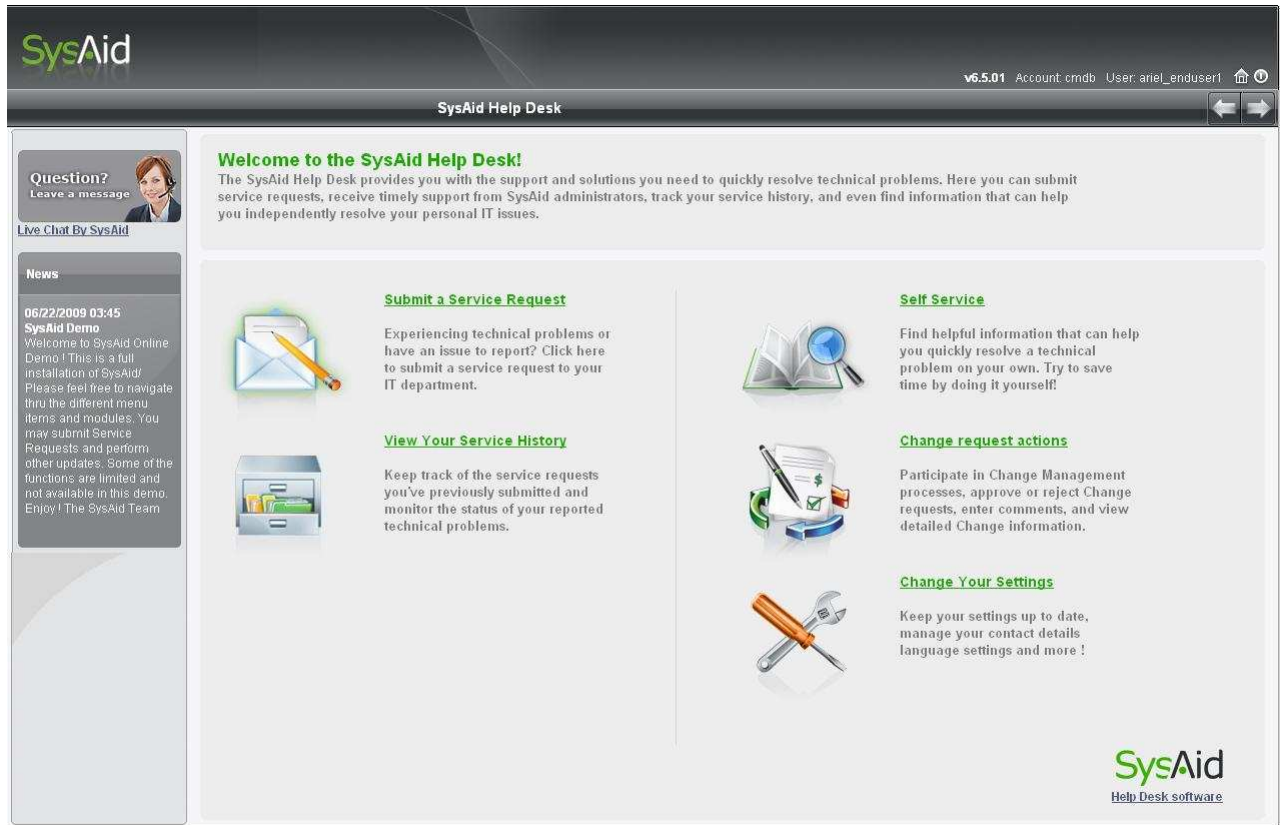 SysAid
v6.5.01 Account: cmdb User: ariel_enduser1
SysAid Help Desk
Question?
Leave a message
Live Chat By SysAid
News
06/22/2009 03:45
SysAid Demo
Welcome to SysAid Online
Demo ! This is a full
installation of SysAid/
Please feel free to navigate
thru the different menu
items and modules. You
may submit Service
Requests and perform
other updates. Some of the
functions are limited and
not available in this demo.
Enjoy ! The SysAid Team
Welcome to the SysAid Help Desk!
The SysAid Help Desk provides you with the support and solutions you need to quickly resolve technical problems. Here you can submit
service requests, receive timely support from SysAid administrators, track your service history, and even find information that can help
you independently resolve your personal IT issues.
Submit a Service Request
Experiencing technical problems or
have an issue to report? Click here
to submit a service request to your
IT department.
View Your Service History
Keep track of the service requests
you've previously submitted and
monitor the status of your reported
technical problems.
Self Service
Find helpful information that can help
you quickly resolve a technical
problem on your own. Try to save
time by doing it yourself!
Change request actions
Participate in Change Management
processes, approve or reject Change
requests, enter comments, and view
detailed Change information.
Change Your Settings
Keep your settings up to date,
manage your contact details
language settings and more !
SysAid
Help Desk software